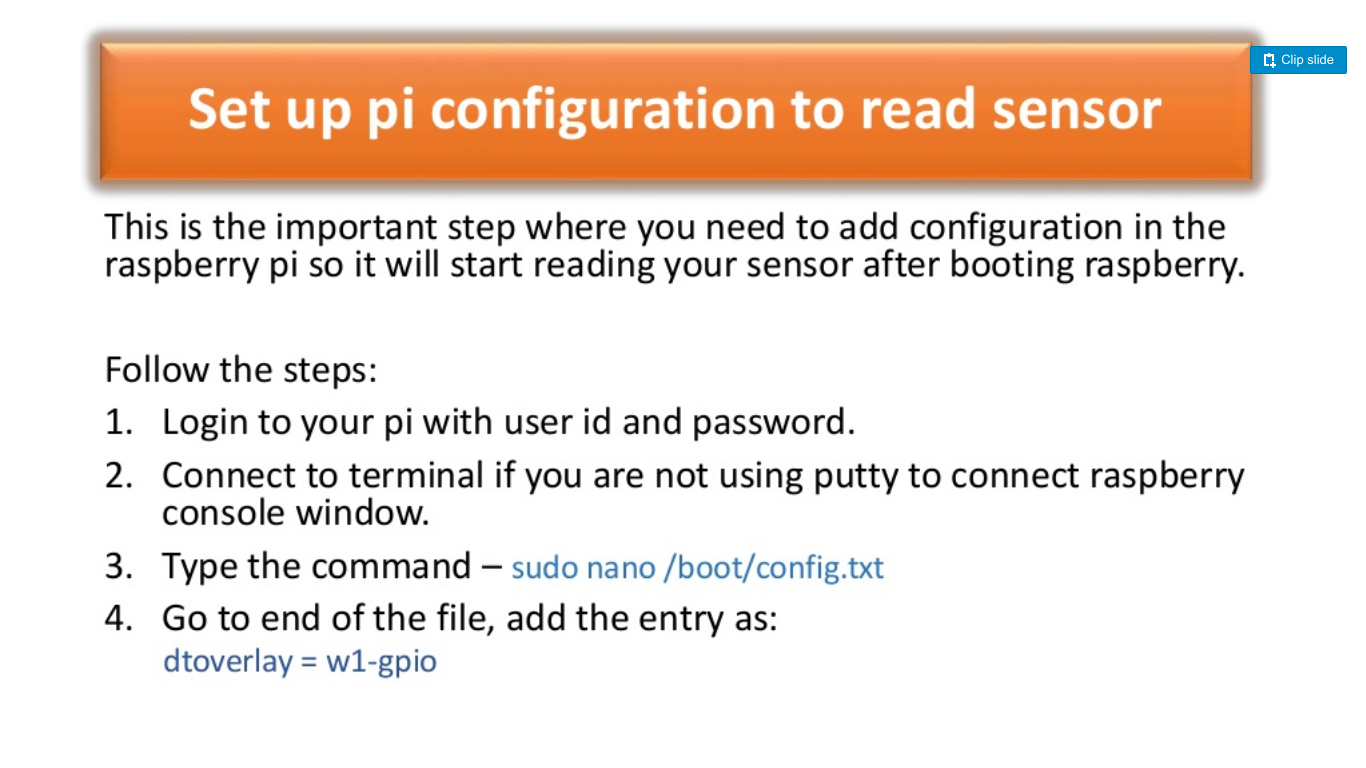 Set up pi configuration to read sensor
Clip slide
This is the important step where you need to add configuration in the
raspberry pi so it will start reading your sensor after booting raspberry.
Follow the steps:
1. Login to your pi with user id and password.
2. Connect to terminal if you are not using putty to connect raspberry
console window.
3. Type the command – sudo nano /boot/config.txt
4. Go to end of the file, add the entry as:
dtoverlay = w1-gpio